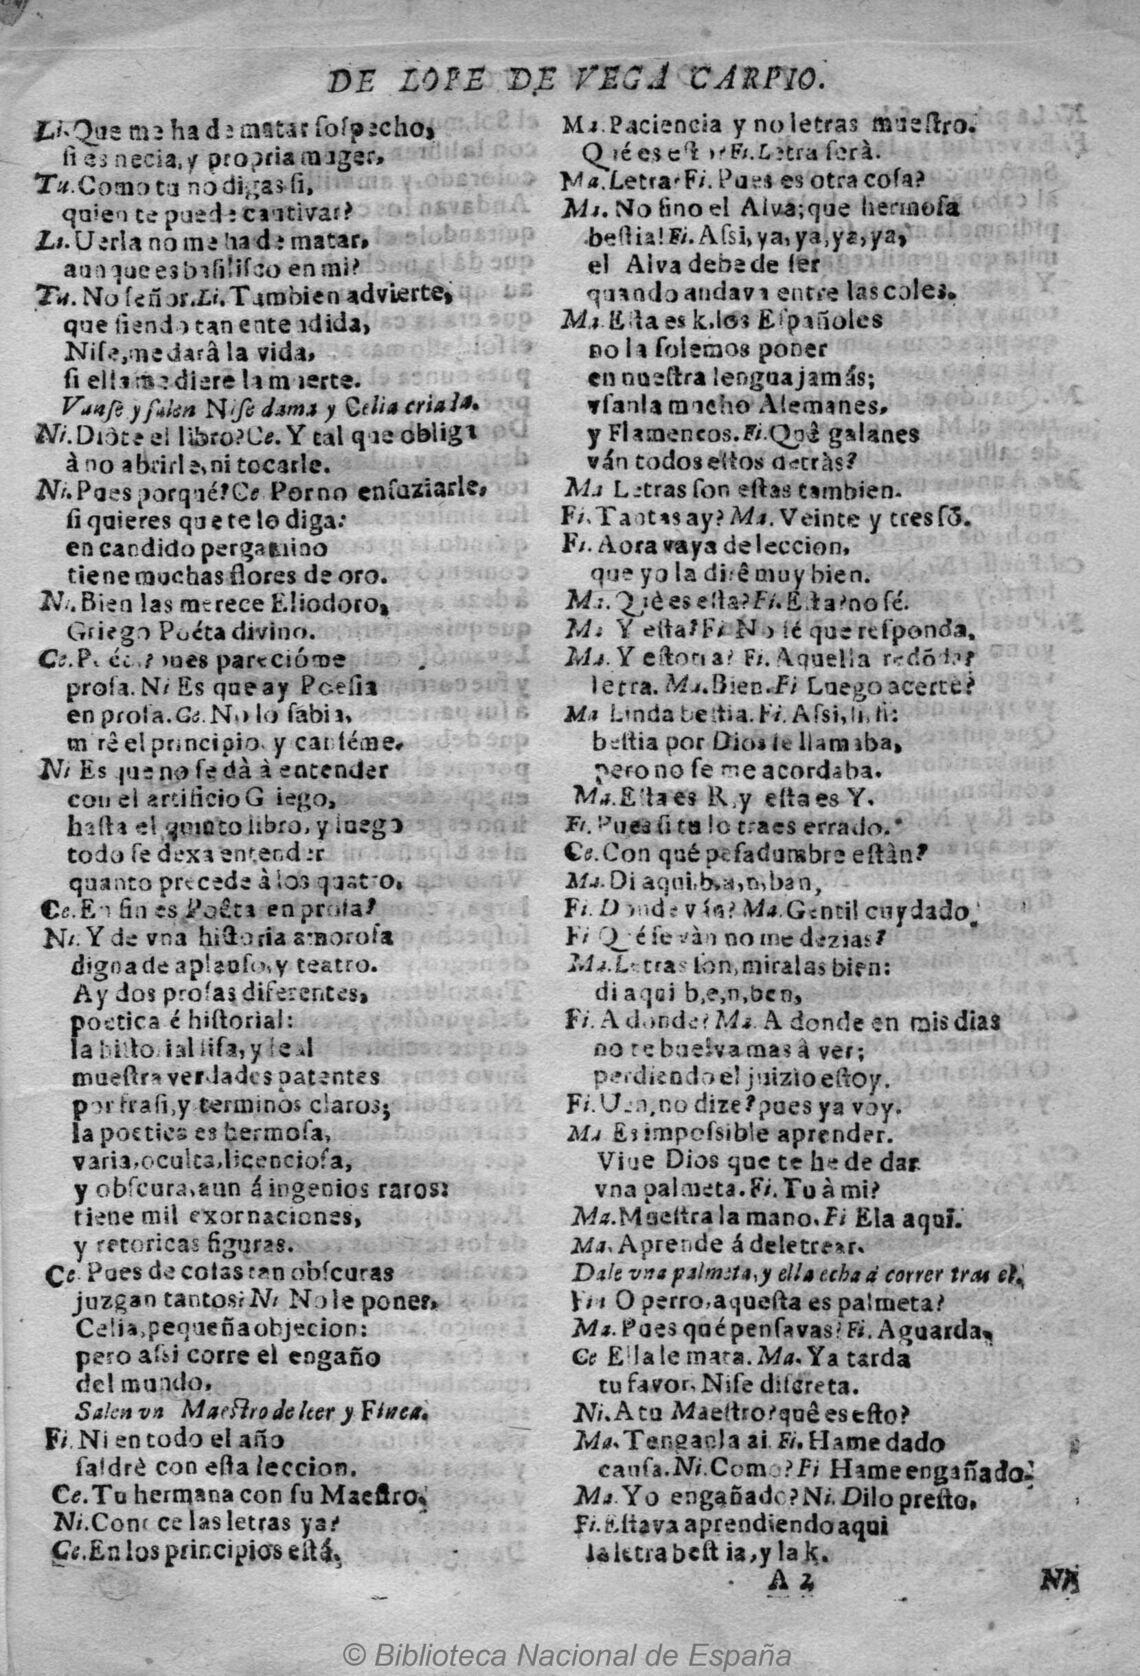 DE LOPE DE VEGA CARPIO.
Li. Que me ha de matar sospecho,
si es necia, y propria muger.
Tu. Como tu no digas si,
quien te puede cautivar?
Li. Uerla no me ha de matar,
aunque es basilisco en mi?
Tu. No señor. Li. Tambien advierte,
que siendo tan entendida,
Nise, me darâ la vida,
si ella me diere la muerte.
Vanse y salen Nise dama y Celia criada.
Ni. Diôte el libro? Ce. Y tal que obliga
à no abrirle, ni tocarle.
Ni. Pues porqué? Ce Por no ensuziarle,
si quieres que te lo diga:
en candido pergamino
tiene muchas flores de oro.
Ni. Bien las merece Eliodoro,
Griego Poéta divino.
Ce. pues parecióme
prosa. Ni Es que ay Poesia
en prosa. Ce. No lo sabia,
mirê el principio, y canséme.
Ni Es que no se dà à entender
con el artificio Griego,
hasta el quinto libro, y luego
todo se dexa entender
quanto precede à los quatro.
Ce. En fin es Poêta en prosa?
Ni. Y de vna historia amorosa
digna de aplauso, y teatro.
Ay dos prosas diferentes,
poetica é historial:
la historial lisa, y leal
muestra verdades patentes
por frasi, y terminos claros;
la poetica es hermosa,
varia, oculta, licenciosa,
y obscura, aun á ingenios raros:
tiene mil exornaciones,
y retoricas figuras.
Ce. Pues de cosas tan obscuras
juzgan tantos? Ni No le pones,
Celia, pequeña objecion:
pero assi corre el engaño
del mundo.
Salen vn Maestro de leer y Finea.
Fi. Ni en todo el año
saldrè con esta leccion.
Ce. Tu hermana con su Maestro.
Ni. Conoce las letras ya?
Ce. En los principios está.
Ma. Paciencia y no letras muestro.
Qué es esto? Fi. Letra serà.
Ma. Letra? Fi. Pues es otra cosa?
Ma. No sino el Alva; que hermosa
bestia! Fi. Assi, ya, ya, ya, ya,
el Alva debe de ser
quando andava entre las coles.
Ma. Esta es k. los Españoles
no la solemos poner
en nuestra lengua jamás;
vsanla mucho Alemanes,
y Flamencos. Fi. Quê galanes
ván todos estos detràs?
Ma Letras son estas tambien.
Fi. Tantas ay? Ma. Veinte y tres sō.
Fi. Aora vaya de leccion,
que yo la dirê muy bien.
Ma. Qué es esta? Fi. Esta? no sé.
Ma Y esta? Fi No sé que responda.
Ma. Y estotra? Fi. Aquella redōda?
letra. Ma. Bien. Fi Luego acerte?
Ma Linda bestia. Fi. Assi, si, si:
bestia por Dios se llamaba,
pero no se me acordaba.
Ma. Esta es R, y esta es Y.
Fi. Pues si tu lo traes errado.
Ce. Con qué pesadumbre estàn?
Ma. Di aqui, b, a, n, ban,
Fi. Donde vàn? Ma. Gentil cuydado.
Fi Qué se vàn no me dezias?
Ma. Letras son, miralas bien:
di aqui b, e, n, ben,
Fi. A donde? Ma. A donde en mis dias
no te buelva mas à ver;
perdiendo el juizio estoy.
Fi. Uen, no dize? pues ya voy.
Ma Es impossible aprender.
Viue Dios que te he de dar
vna palmeta. Fi. Tu à mi?
Ma. Muestra la mano. Fi Ela aqui.
Ma. Aprende á deletrear.
Dale vna palmeta, y ella echa á correr tras el.
Fin O perro, aquesta es palmeta?
Ma. Pues qué pensavas? Fi. Aguarda,
Ce Ella le mata. Ma. Ya tarda
tu favor, Nise discreta.
Ni. A tu Maestro? quê es esto?
Ma. Tenganla ai. Fi. Hame dado
causa. Ni. Como? Fi Hame engañado.
Ma. Yo engañado? Ni. Dilo presto,
Fi. Estava aprendiendo aqui
la letra bestia, y la k.
A 2 Ni
© Biblioteca Nacional de España